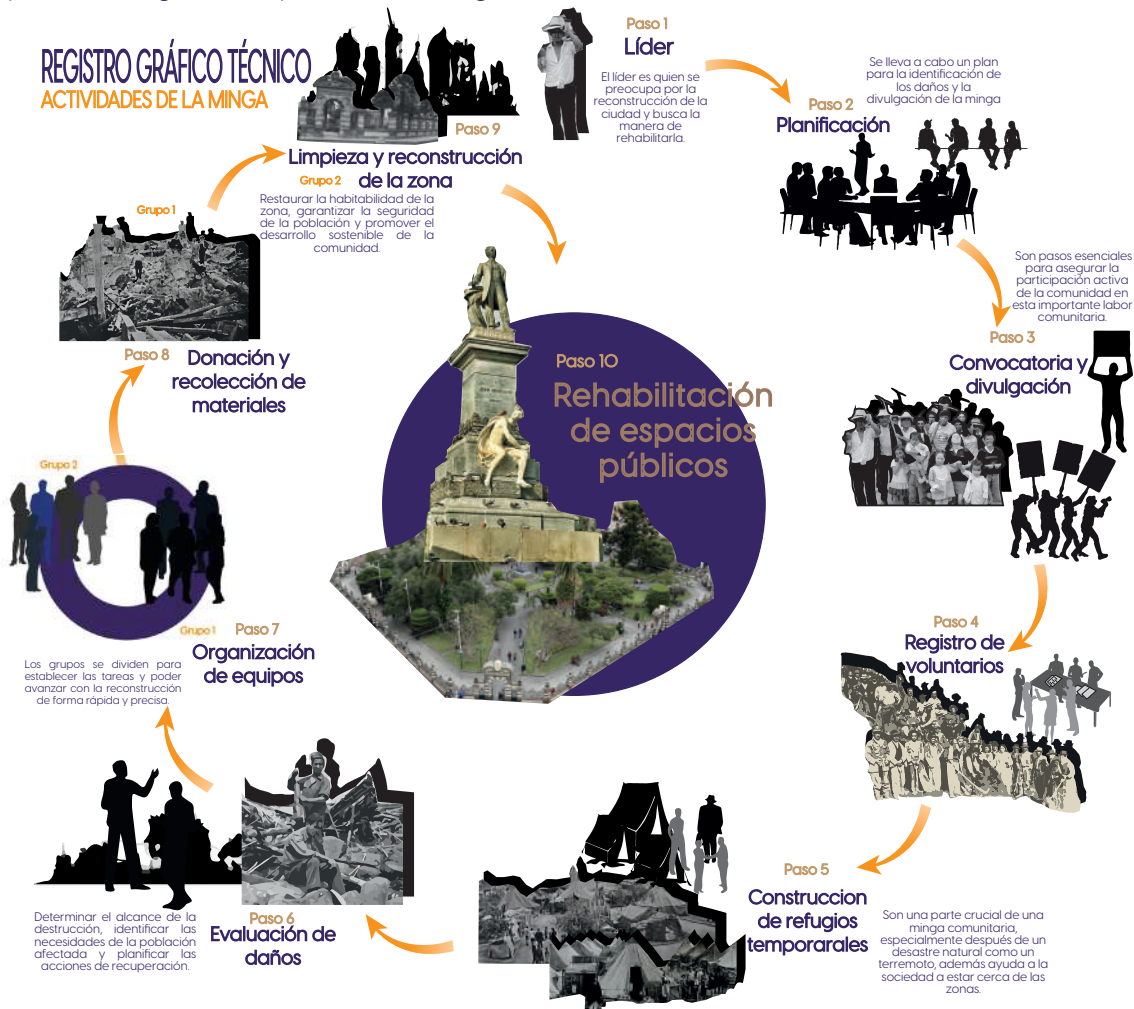 REGISTRO GRÁFICO TÉCNICO
ACTIVIDADES DE LA MINGA
Paso 1
Líder
El líder es quien se
preocupa por la
reconstrucción de la
ciudad y busca la
manera de
rehabilitarla.
Se lleva a cabo un plan
para la identificación de
los daños y la
divulgación de la minga
Paso 2
Planificación
Son pasos esenciales
para asegurar la
participación activa
de la comunidad en
esta importante labor
comunitaria.
Paso 3
Convocatoria y
divulgación
Paso 4
Registro de
voluntarios
Paso 5
Construccion
de refugios
temporarales
Son una parte crucial de una
minga comunitaria,
especialmente después de un
desastre natural como un
terremoto, además ayuda a la
sociedad a estar cerca de las
zonas.
Paso 6
Evaluación de
daños
Determinar el alcance de la
destrucción, identificar las
necesidades de la población
afectada y planificar las
acciones de recuperación.
Grupo 2
Grupo 1
Paso 7
Organización
de equipos
Los grupos se dividen para
establecer las tareas y poder
avanzar con la reconstrucción
de forma rápida y precisa.
Grupo 1
Paso 8
Donación y
recolección de
materiales
Paso 9
Limpieza y reconstrucción
Grupo 2 de la zona
Restaurar la habitabilidad de la
zona, garantizar la seguridad
de la población y promover el
desarrollo sostenible de la
comunidad.
Paso 10
Rehabilitación
de espacios
públicos